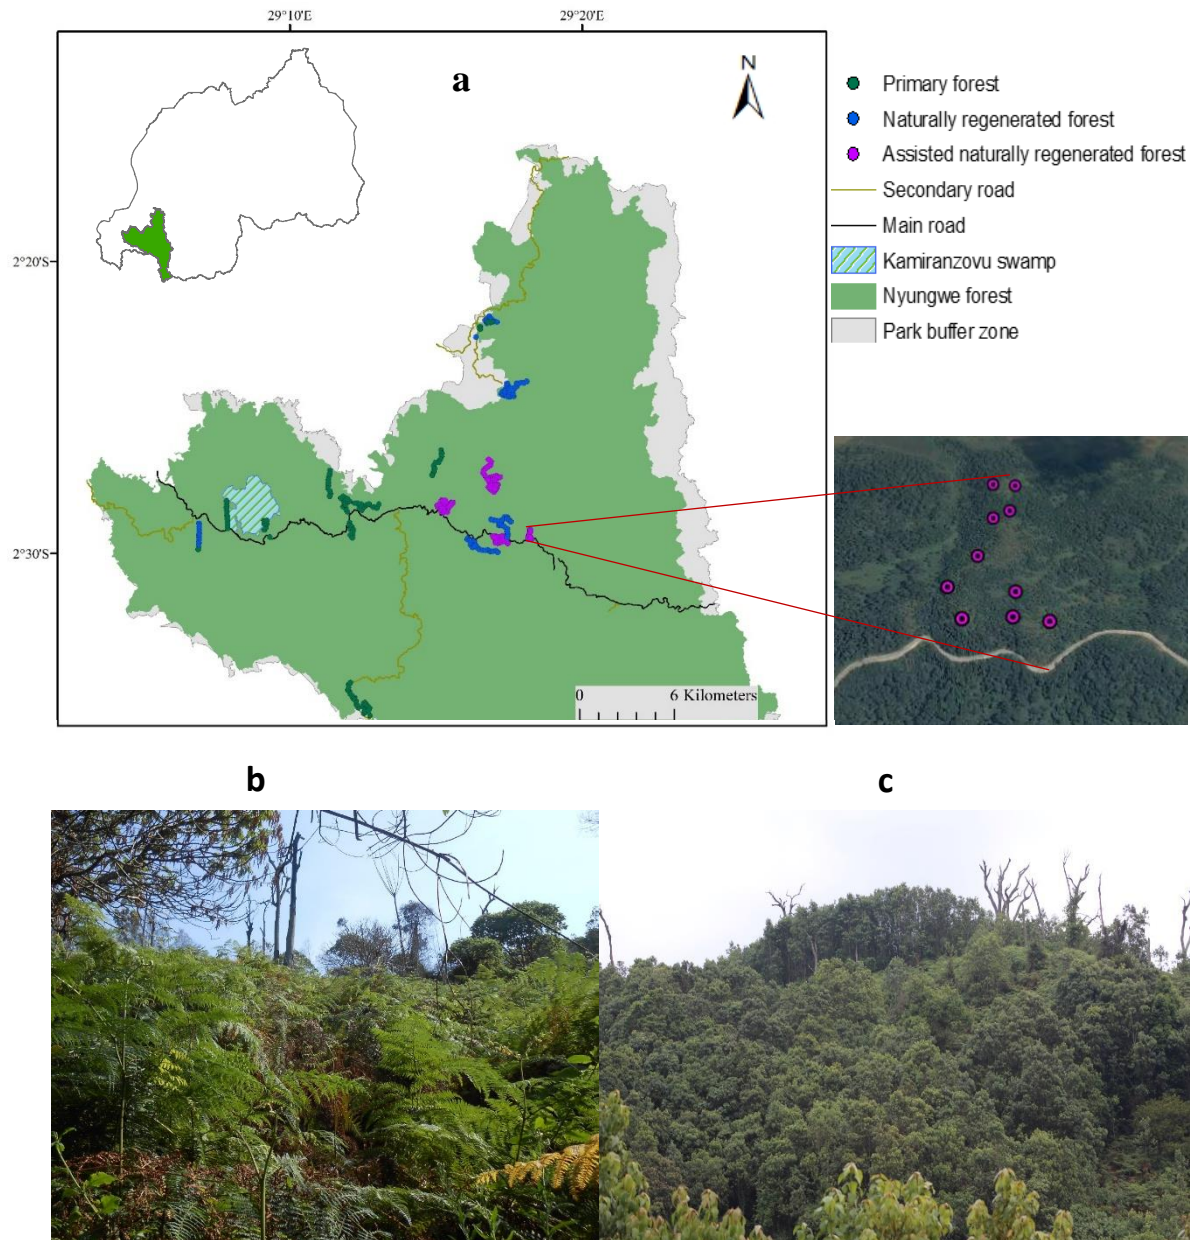 29°10'E
29°20'E
a
N
2°20'S
2°30'S
0
6 Kilometers
Primary forest
Naturally regenerated forest
Assisted naturally regenerated forest
Secondary road
Main road
Kamiranzovu swamp
Nyungwe forest
Park buffer zone
b
c